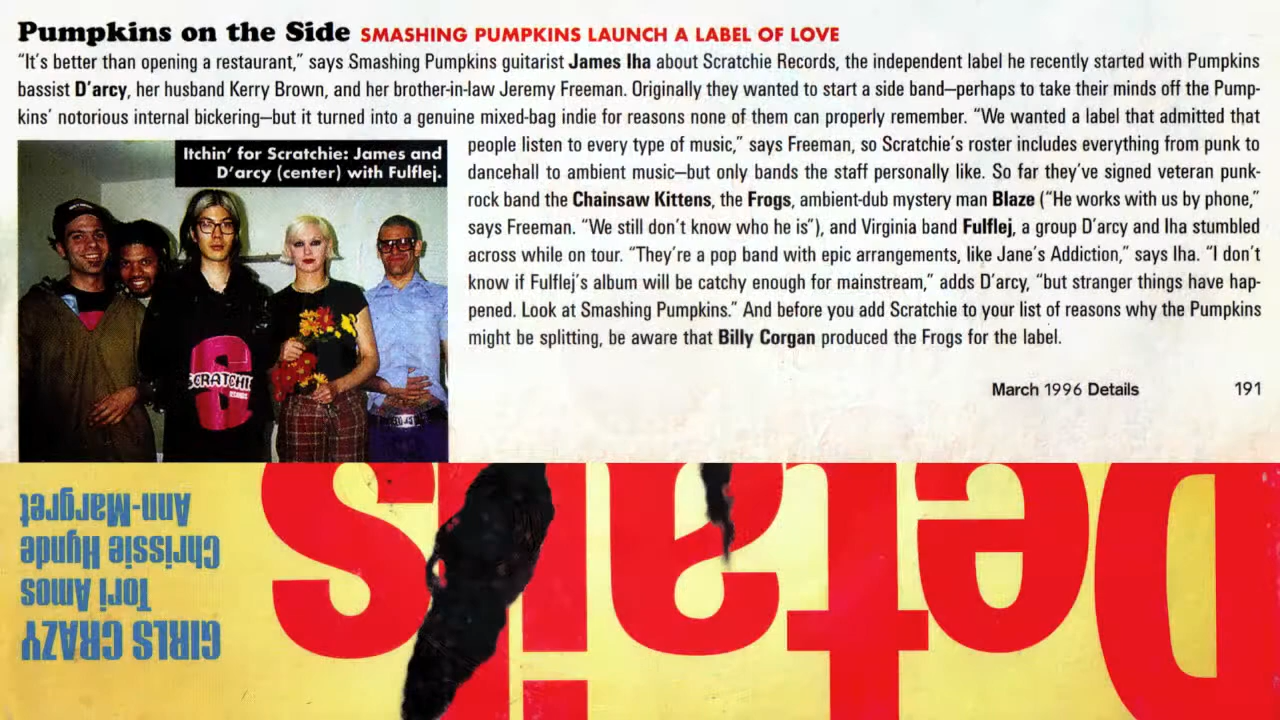 Pumpkins on the Side SMASHING PUMPKINS LAUNCH A LABEL OF LOVE
“It’s better than opening a restaurant,” says Smashing Pumpkins guitarist James Iha about Scratchie Records, the independent label he recently started with Pumpkins
bassist D’arcy, her husband Kerry Brown, and her brother-in-law Jeremy Freeman. Originally they wanted to start a side band—perhaps to take their minds off the Pump-
kins’ notorious internal bickering—but it turned into a genuine mixed-bag indie for reasons none of them can properly remember. “We wanted a label that admitted that
people listen to every type of music,” says Freeman, so Scratchie’s roster includes everything from punk to
dancehall to ambient music—but only bands the staff personally like. So far they’ve signed veteran punk-
rock band the Chainsaw Kittens, the Frogs, ambient-dub mystery man Blaze (“He works with us by phone,”
says Freeman. “We still don’t know who he is”), and Virginia band Fulflej, a group D’arcy and Iha stumbled
across while on tour. “They’re a pop band with epic arrangements, like Jane’s Addiction,” says Iha. “I don’t
know if Fulflej’s album will be catchy enough for mainstream,” adds D’arcy, “but stranger things have hap-
pened. Look at Smashing Pumpkins.” And before you add Scratchie to your list of reasons why the Pumpkins
might be splitting, be aware that Billy Corgan produced the Frogs for the label.
Itchin’ for Scratchie: James and
D’arcy (center) with Fulflej.
SCRATCHIE
March 1996 Details
191
Details
GIRLS CRAZY
Tori Amos
Chrissie Hynde
Ann-Margret